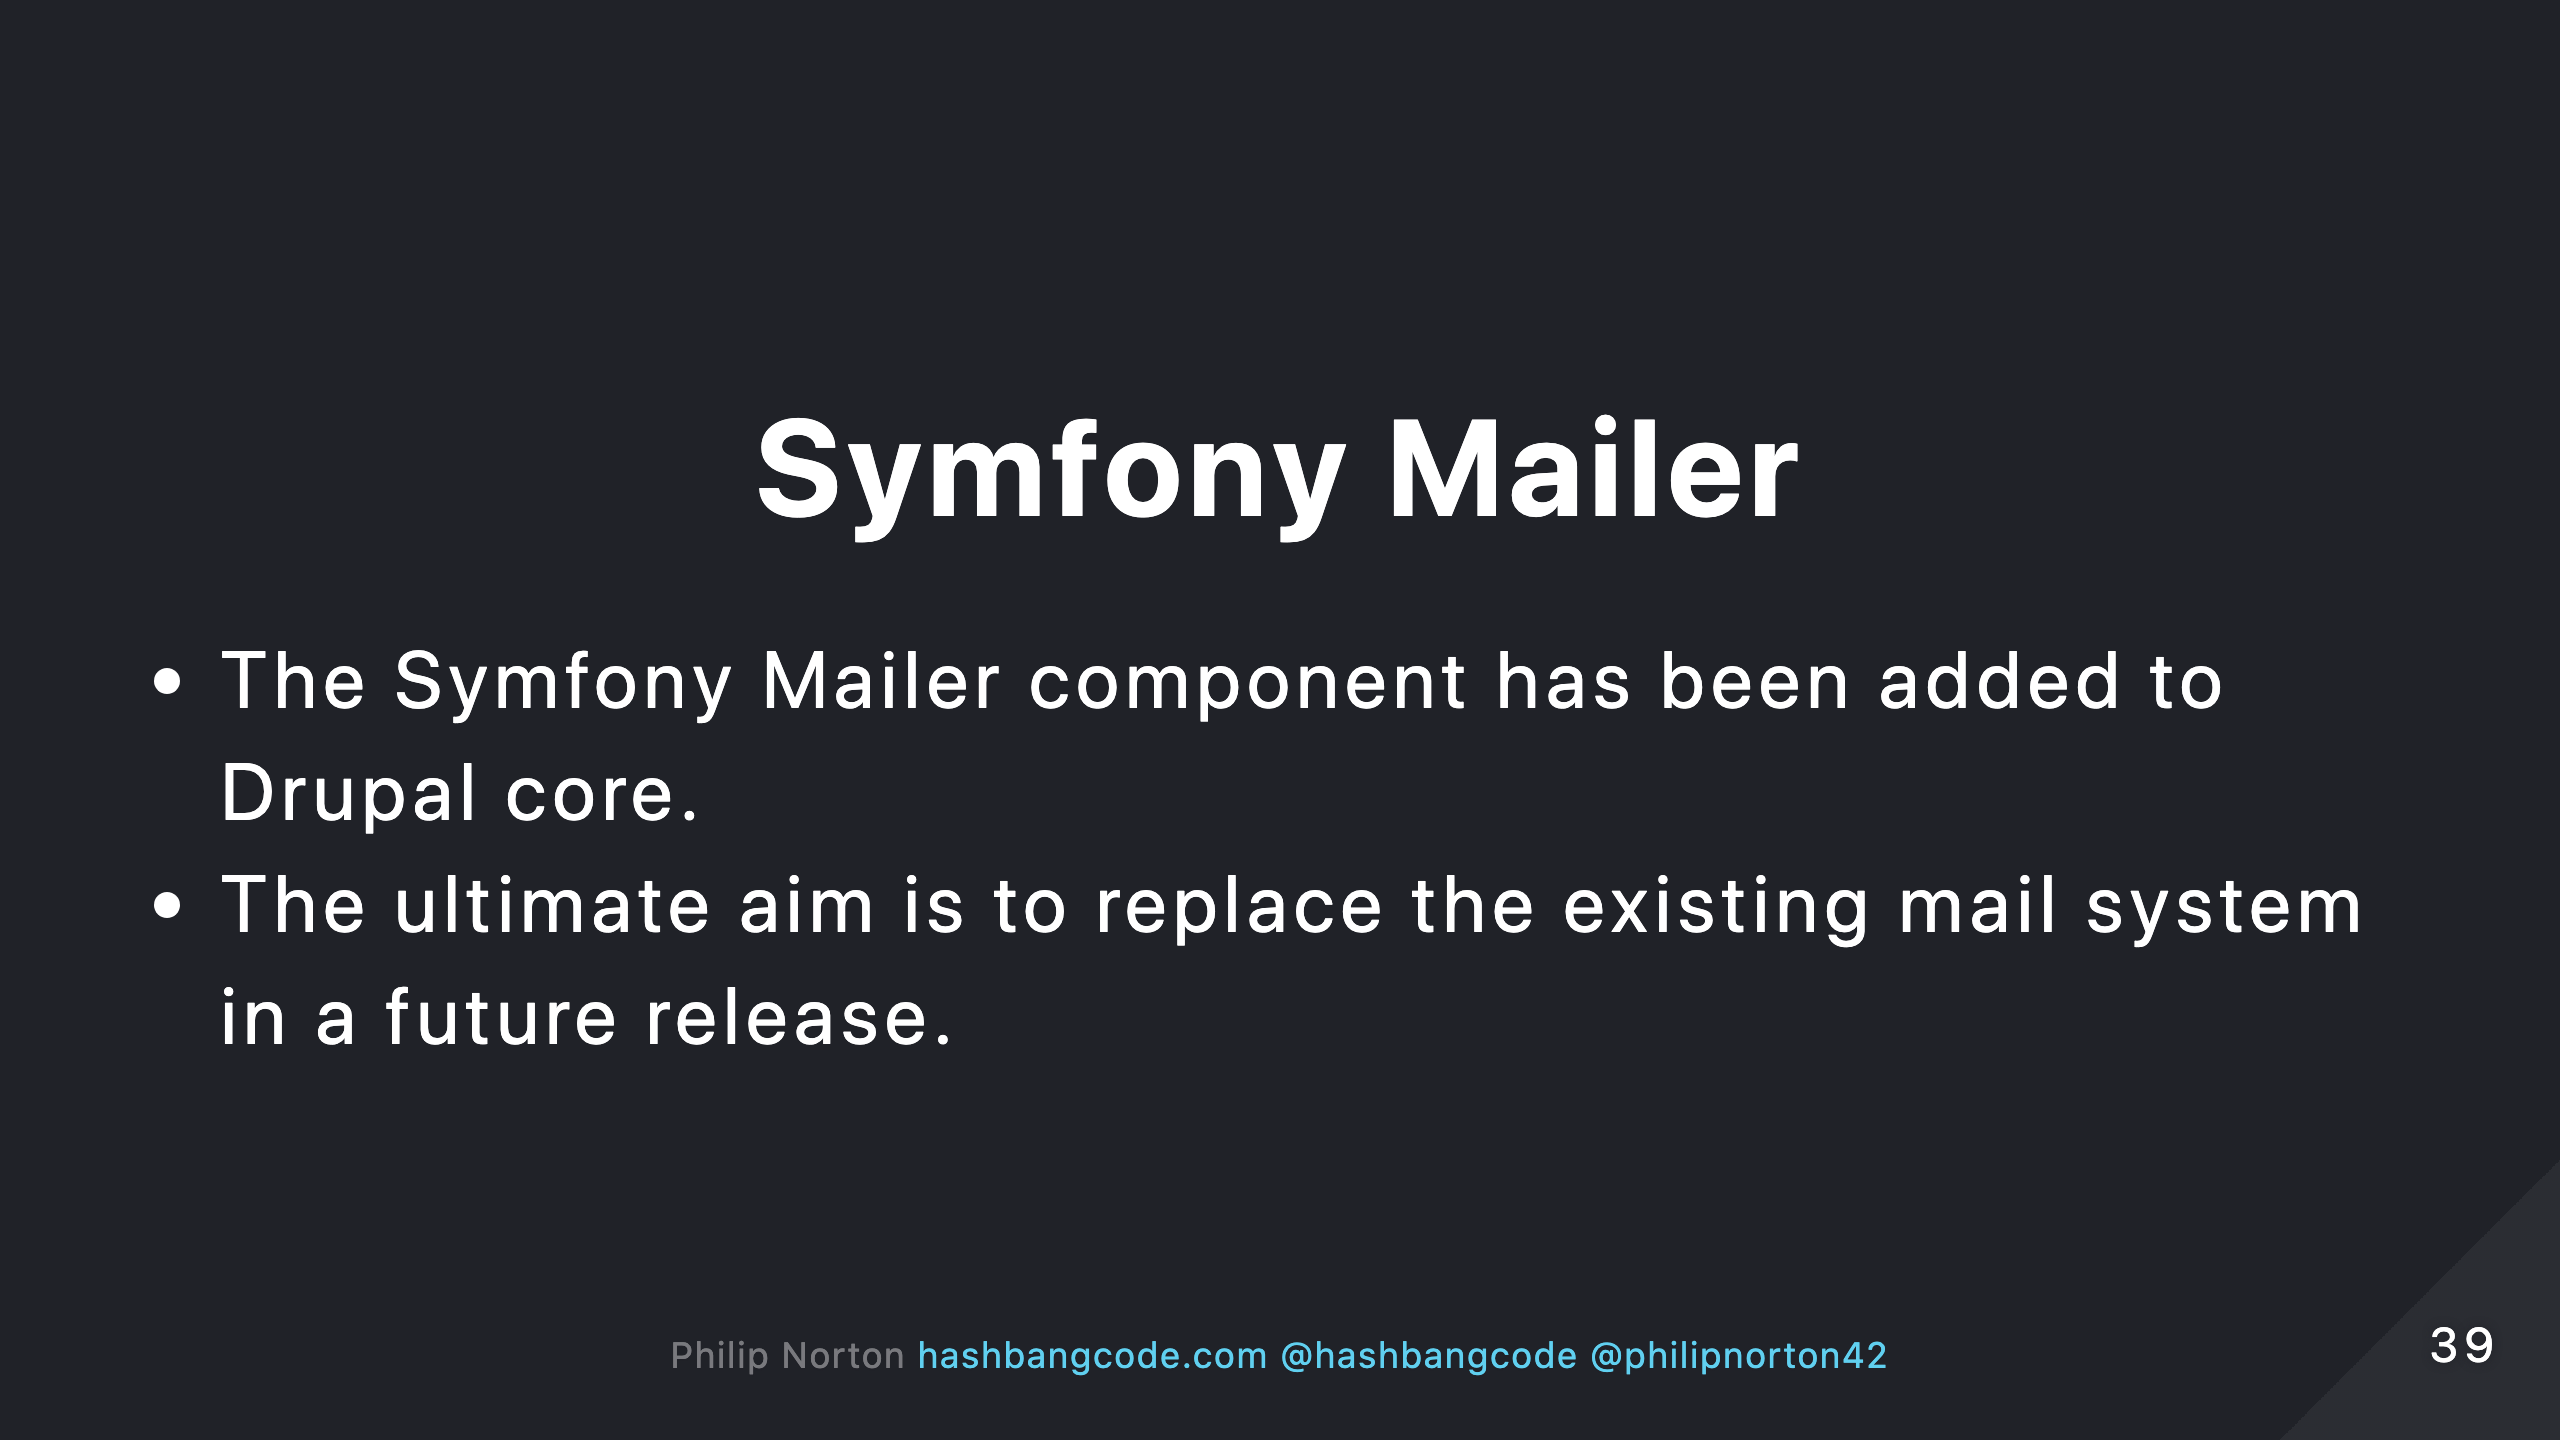 Symfony Mailer
• The Symfony Mailer component has been added to
Drupal core.
• The ultimate aim is to replace the existing mail system
in a future release.
Philip Norton hashbangcode.com @hashbangcode @philipnorton42
39